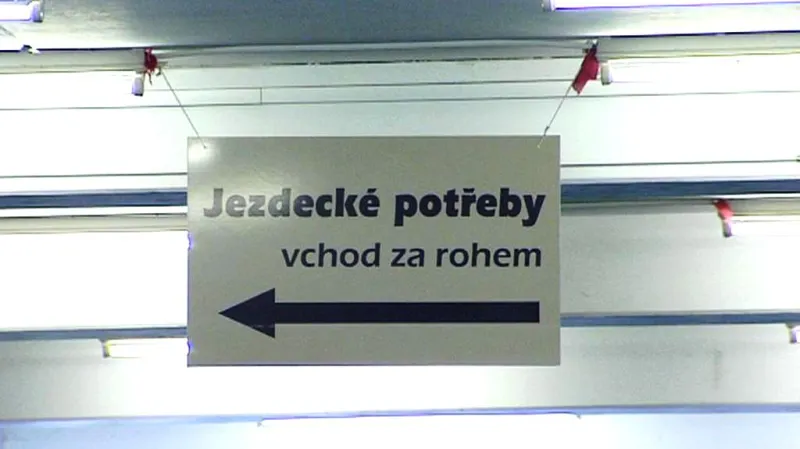 Jezdecké potřeby
vchod za rohem